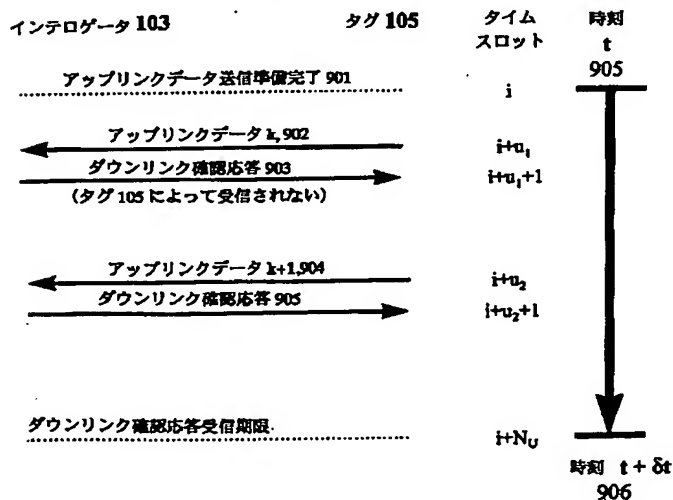 インテロゲータ 103 タグ 105 タイム 時刻
スロット t
905
アップリンクデータ送信準備完了 901 i
アップリンクデータ k, 902 i+u₁
ダウンリンク確認応答 903 i+u₁+1
(タグ 105 によって受信されない)
アップリンクデータ k+1,904 i+u₂
ダウンリンク確認応答 905 i+u₂+1
ダウンリンク確認応答受信期限. i+N_U
時刻 t + δt
906